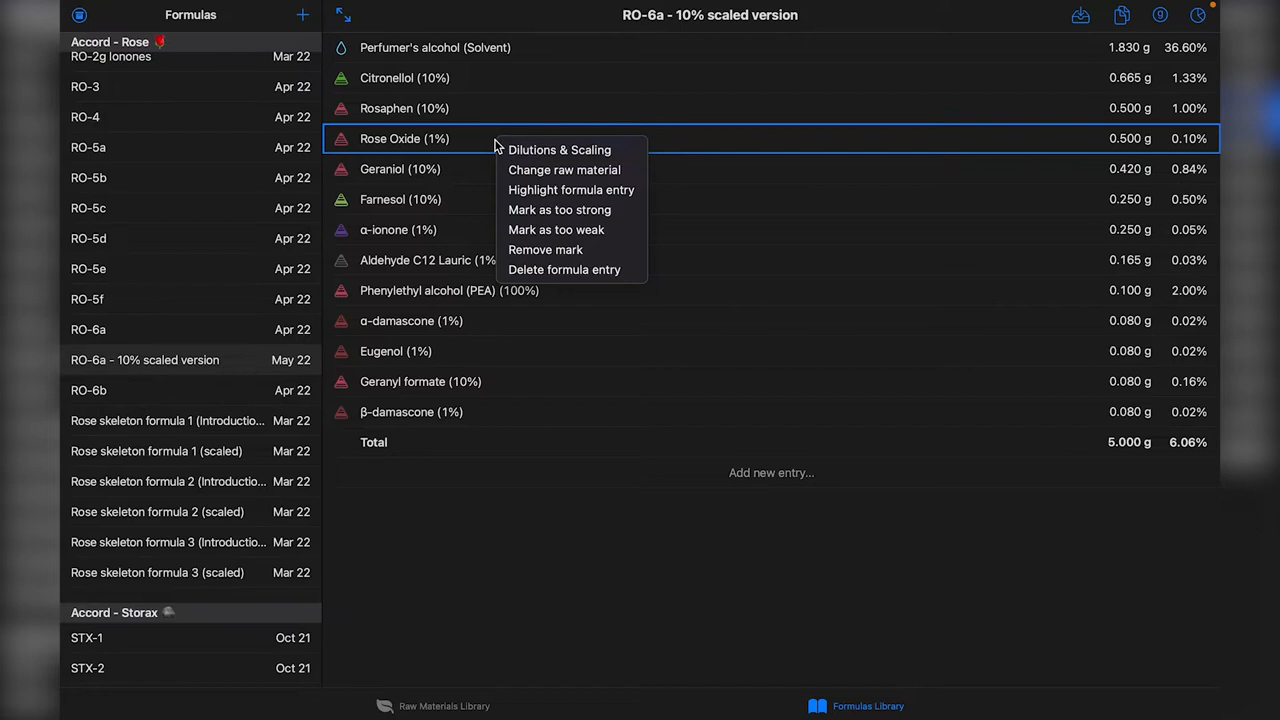 Formulas
RO-6a - 10% scaled version
Accord - Rose 🌹
RO-2g Ionones Mar 22
RO-3 Apr 22
RO-4 Apr 22
RO-5a Apr 22
RO-5b Apr 22
RO-5c Apr 22
RO-5d Apr 22
RO-5e Apr 22
RO-5f Apr 22
RO-6a Apr 22
RO-6a - 10% scaled version May 22
RO-6b Apr 22
Rose skeleton formula 1 (Introductio... Mar 22
Rose skeleton formula 1 (scaled) Mar 22
Rose skeleton formula 2 (Introductio... Mar 22
Rose skeleton formula 2 (scaled) Mar 22
Rose skeleton formula 3 (Introductio... Mar 22
Rose skeleton formula 3 (scaled) Mar 22
Accord - Storax
STX-1 Oct 21
STX-2 Oct 21
Perfumer's alcohol (Solvent) 1.830 g 36.60%
Citronellol (10%) 0.665 g 1.33%
Rosaphen (10%) 0.500 g 1.00%
Rose Oxide (1%) 0.500 g 0.10%
Geraniol (10%) 0.420 g 0.84%
Farnesol (10%) 0.250 g 0.50%
α-ionone (1%) 0.250 g 0.05%
Aldehyde C12 Lauric (1% 0.165 g 0.03%
Phenylethyl alcohol (PEA) (100%) 0.100 g 2.00%
α-damascone (1%) 0.080 g 0.02%
Eugenol (1%) 0.080 g 0.02%
Geranyl formate (10%) 0.080 g 0.16%
β-damascone (1%) 0.080 g 0.02%
Total 5.000 g 6.06%
Add new entry...
Dilutions & Scaling
Change raw material
Highlight formula entry
Mark as too strong
Mark as too weak
Remove mark
Delete formula entry
Raw Materials Library
Formulas Library